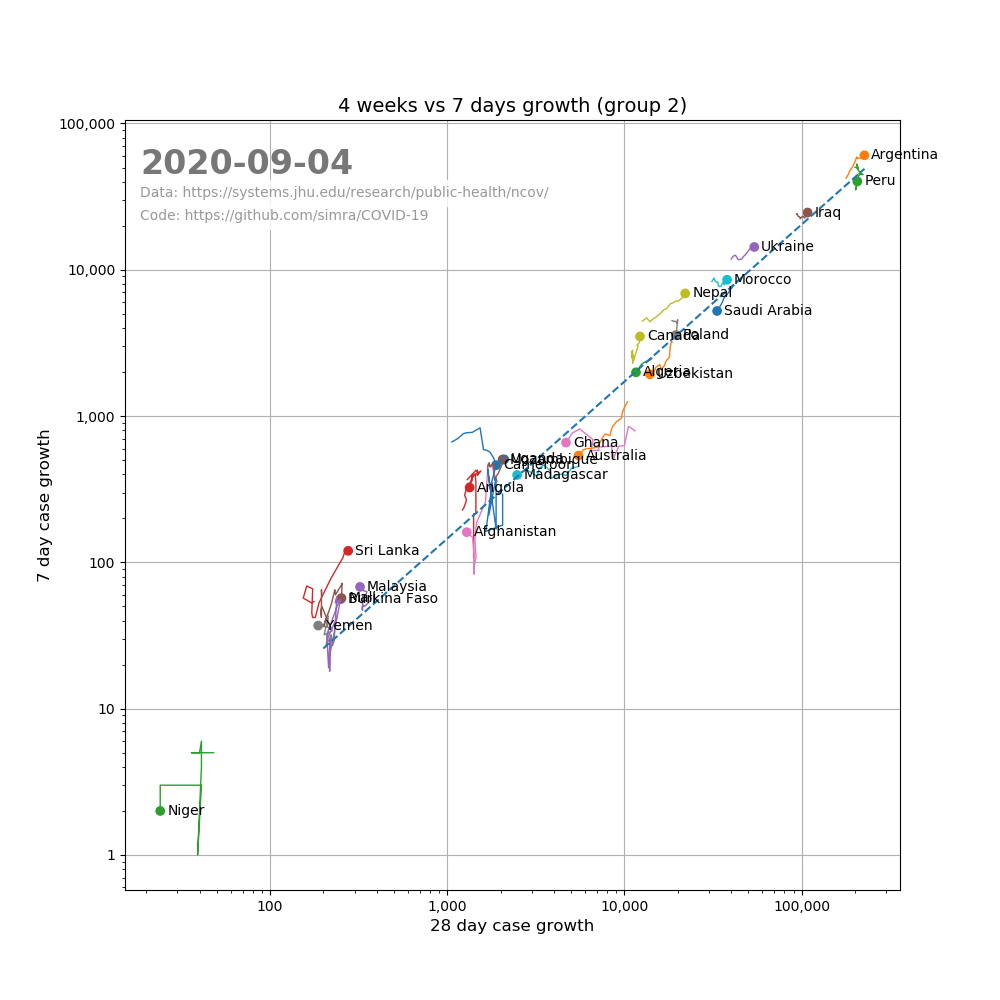 4 weeks vs 7 days growth (group 2)
100,000
2020-09-04
Argentina
Data: https://systems.jhu.edu/research/public-health/ncov/
Peru
Code: https://github.com/simra/COVID-19
Iraq
Ukraine
10,000
Morocco
Nepal
Saudi Arabia
Canada
Poland
Algeria
Uzbekistan
1,000
Ghana
Australia
Uganda
Mozambique
Cameroon
Madagascar
Angola
Afghanistan
7 day case growth
Sri Lanka
100
Malaysia
Mali
Burkina Faso
Yemen
10
Niger
1
100
1,000
10,000
100,000
28 day case growth